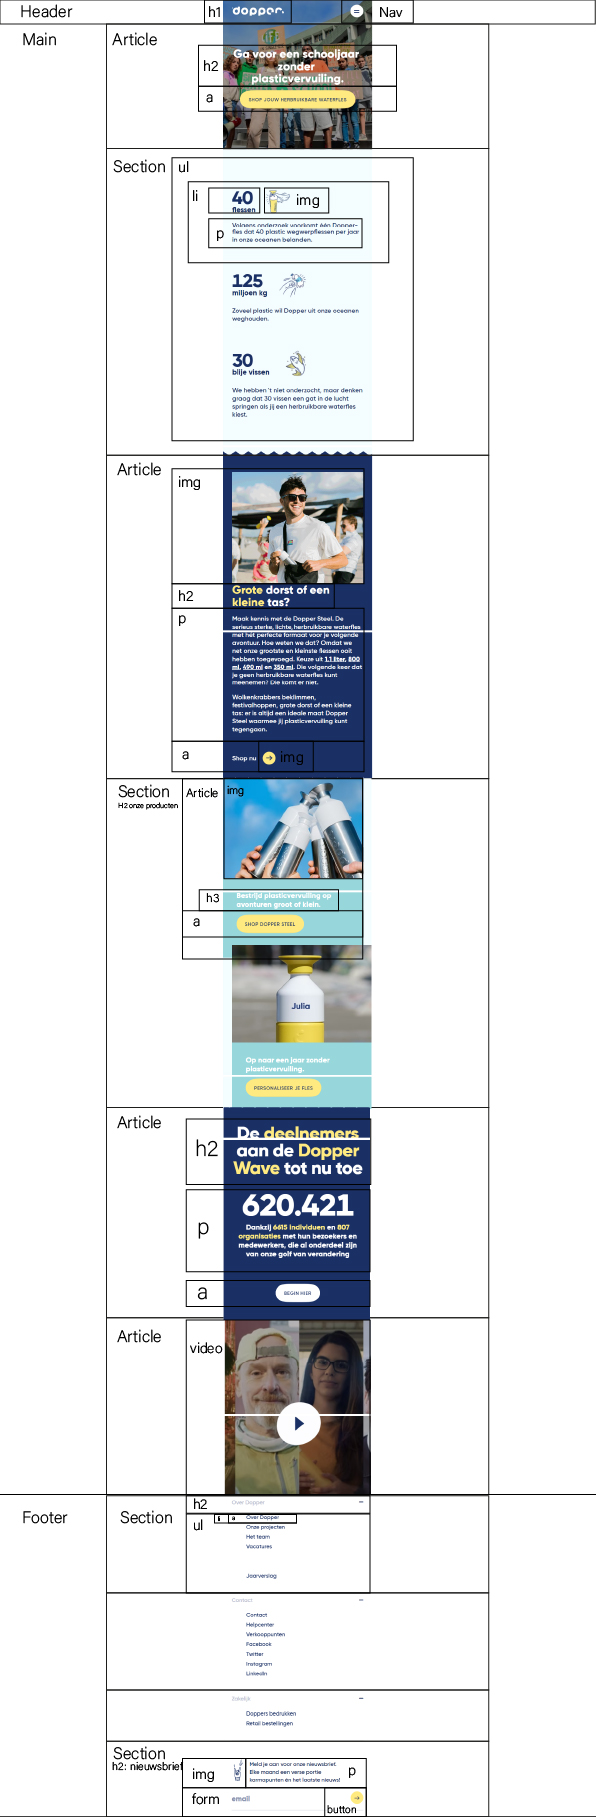 Header
h1
dopper.
Nav
Main
Article
h2
Ga voor een schooljaar
zonder
plasticvervuiling.
a
SHOP JOUW HERBRUIKBARE WATERFLES
Section
ul
li
40
flessen
img
p
Volgens onderzoek voorkomt één Dopper-
fles dat 40 plastic wegwerpflessen per jaar
in onze oceanen belanden.
125
miljoen kg
Zoveel plastic wil Dopper uit onze oceanen
weghouden.
30
blije vissen
We hebben 't niet onderzocht, maar denken
graag dat 30 vissen een gat in de lucht
springen als jij een herbruikbare waterfles
kiest.
Article
img
h2
Grote dorst of een
kleine tas?
p
Maak kennis met de Dopper Steel. De
serieus sterke, lichte, herbruikbare waterfles
met hét perfecte formaat voor je volgende
avontuur. Hoe weten we dat? Omdat we
net onze grootste en kleinste flessen ooit
hebben toegevoegd. Keuze uit 1.1 liter, 800
ml, 490 ml en 350 ml. Die volgende keer dat
je geen herbruikbare waterfles kunt
meenemen? Die komt er niet.
Wolkenkrabbers beklimmen,
festivalhoppen, grote dorst of een kleine
tas: er is altijd een ideale maat Dopper
Steel waarmee jij plasticvervuiling kunt
tegengaan.
a
Shop nu
img
Section
H2 onze producten
Article
img
h3
Bestrijd plasticvervuiling op
avonturen groot of klein.
a
SHOP DOPPER STEEL
Julia
Op naar een jaar zonder
plasticvervuiling.
PERSONALISEER JE FLES
Article
h2
De deelnemers
aan de Dopper
Wave tot nu toe
p
620.421
Dankzij 6615 individuen en 807
organisaties met hun bezoekers en
medewerkers, die al onderdeel zijn
van onze golf van verandering
a
BEGIN HIER
Article
video
Footer
Section
h2
Over Dopper
ul
li
a
Over Dopper
Onze projecten
Het team
Vacatures
Jaarverslag
Contact
Contact
Helpcenter
Verkooppunten
Facebook
Twitter
Instagram
LinkedIn
Zakelijk
Doppers bedrukken
Retail bestellingen
Section
h2: nieuwsbrief
img
Meld je aan voor onze nieuwsbrief.
Elke maand een verse portie
karmapunten én het laatste nieuws!
p
form
email
button